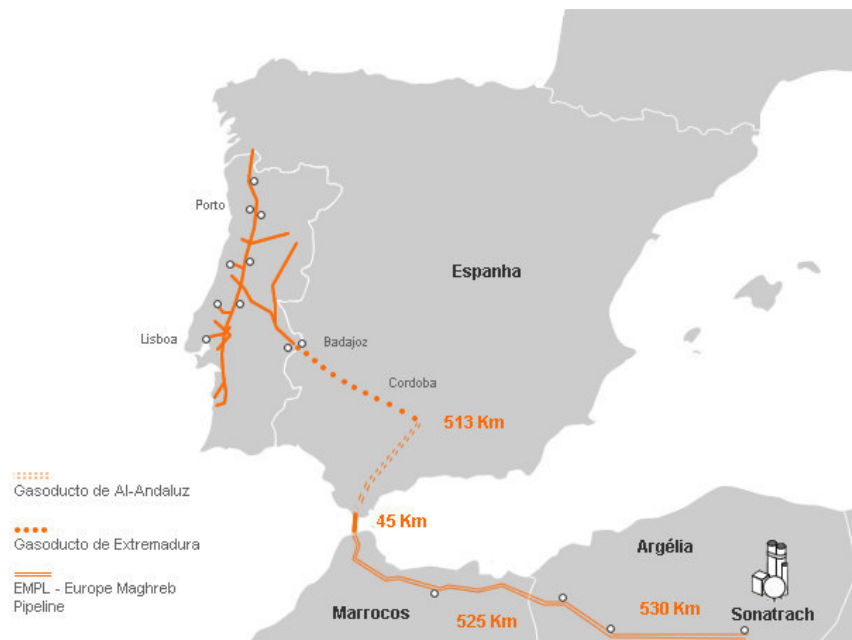 Porto
Espanha
Lisboa
Badajoz
Cordoba
513 Km
Gasoducto de Al-Andaluz
45 Km
Gasoducto de Extremadura
Argélia
EMPL - Europe Maghreb
Pipeline
Marrocos
525 Km
530 Km
Sonatrach